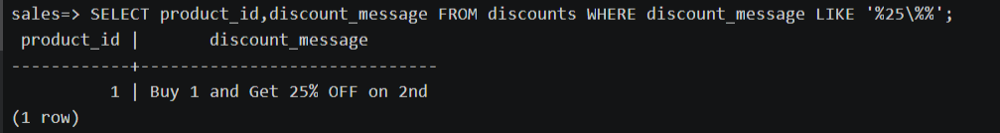 sales=> SELECT product_id,discount_message FROM discounts WHERE discount_message LIKE '%25\%%';
 product_id |       discount_message
------------+------------------------------
          1 | Buy 1 and Get 25% OFF on 2nd
(1 row)